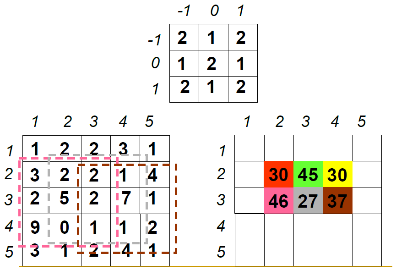 -1 0 1
-1 2 1 2
0 1 2 1
1 2 1 2
1 2 3 4 5
1 1 2 2 3 1
2 3 2 2 1 4
3 2 5 2 7 1
4 9 0 1 1 2
5 3 1 2 4 1
1 2 3 4 5
1
2 30 45 30
3 46 27 37
4
5